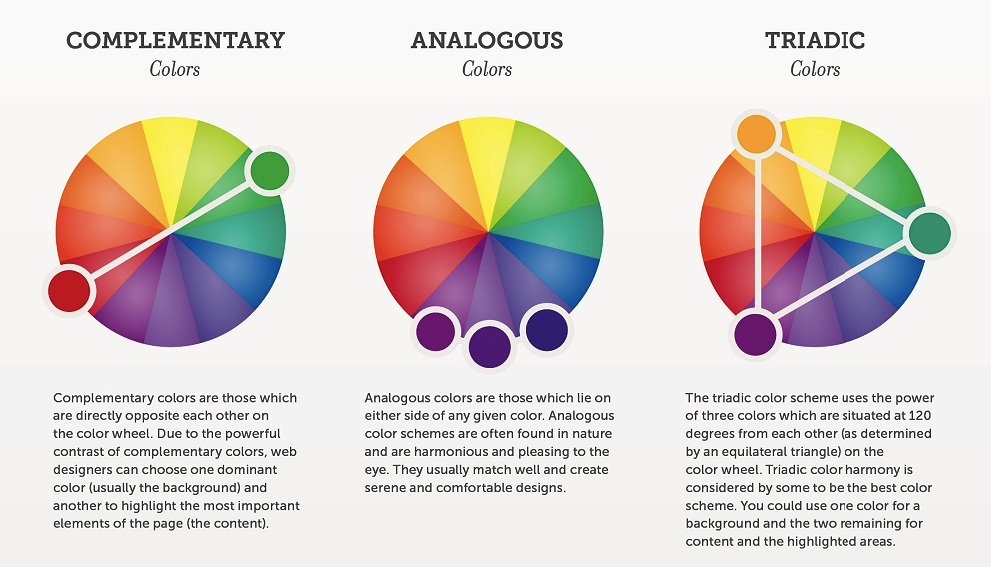 COMPLEMENTARY
Colors
Complementary colors are those which
are directly opposite each other on
the color wheel. Due to the powerful
contrast of complementary colors, web
designers can choose one dominant
color (usually the background) and
another to highlight the most important
elements of the page (the content).
ANALOGOUS
Colors
Analogous colors are those which lie on
either side of any given color. Analogous
color schemes are often found in nature
and are harmonious and pleasing to the
eye. They usually match well and create
serene and comfortable designs.
TRIADIC
Colors
The triadic color scheme uses the power
of three colors which are situated at 120
degrees from each other (as determined
by an equilateral triangle) on the
color wheel. Triadic color harmony is
considered by some to be the best color
scheme. You could use one color for a
background and the two remaining for
content and the highlighted areas.